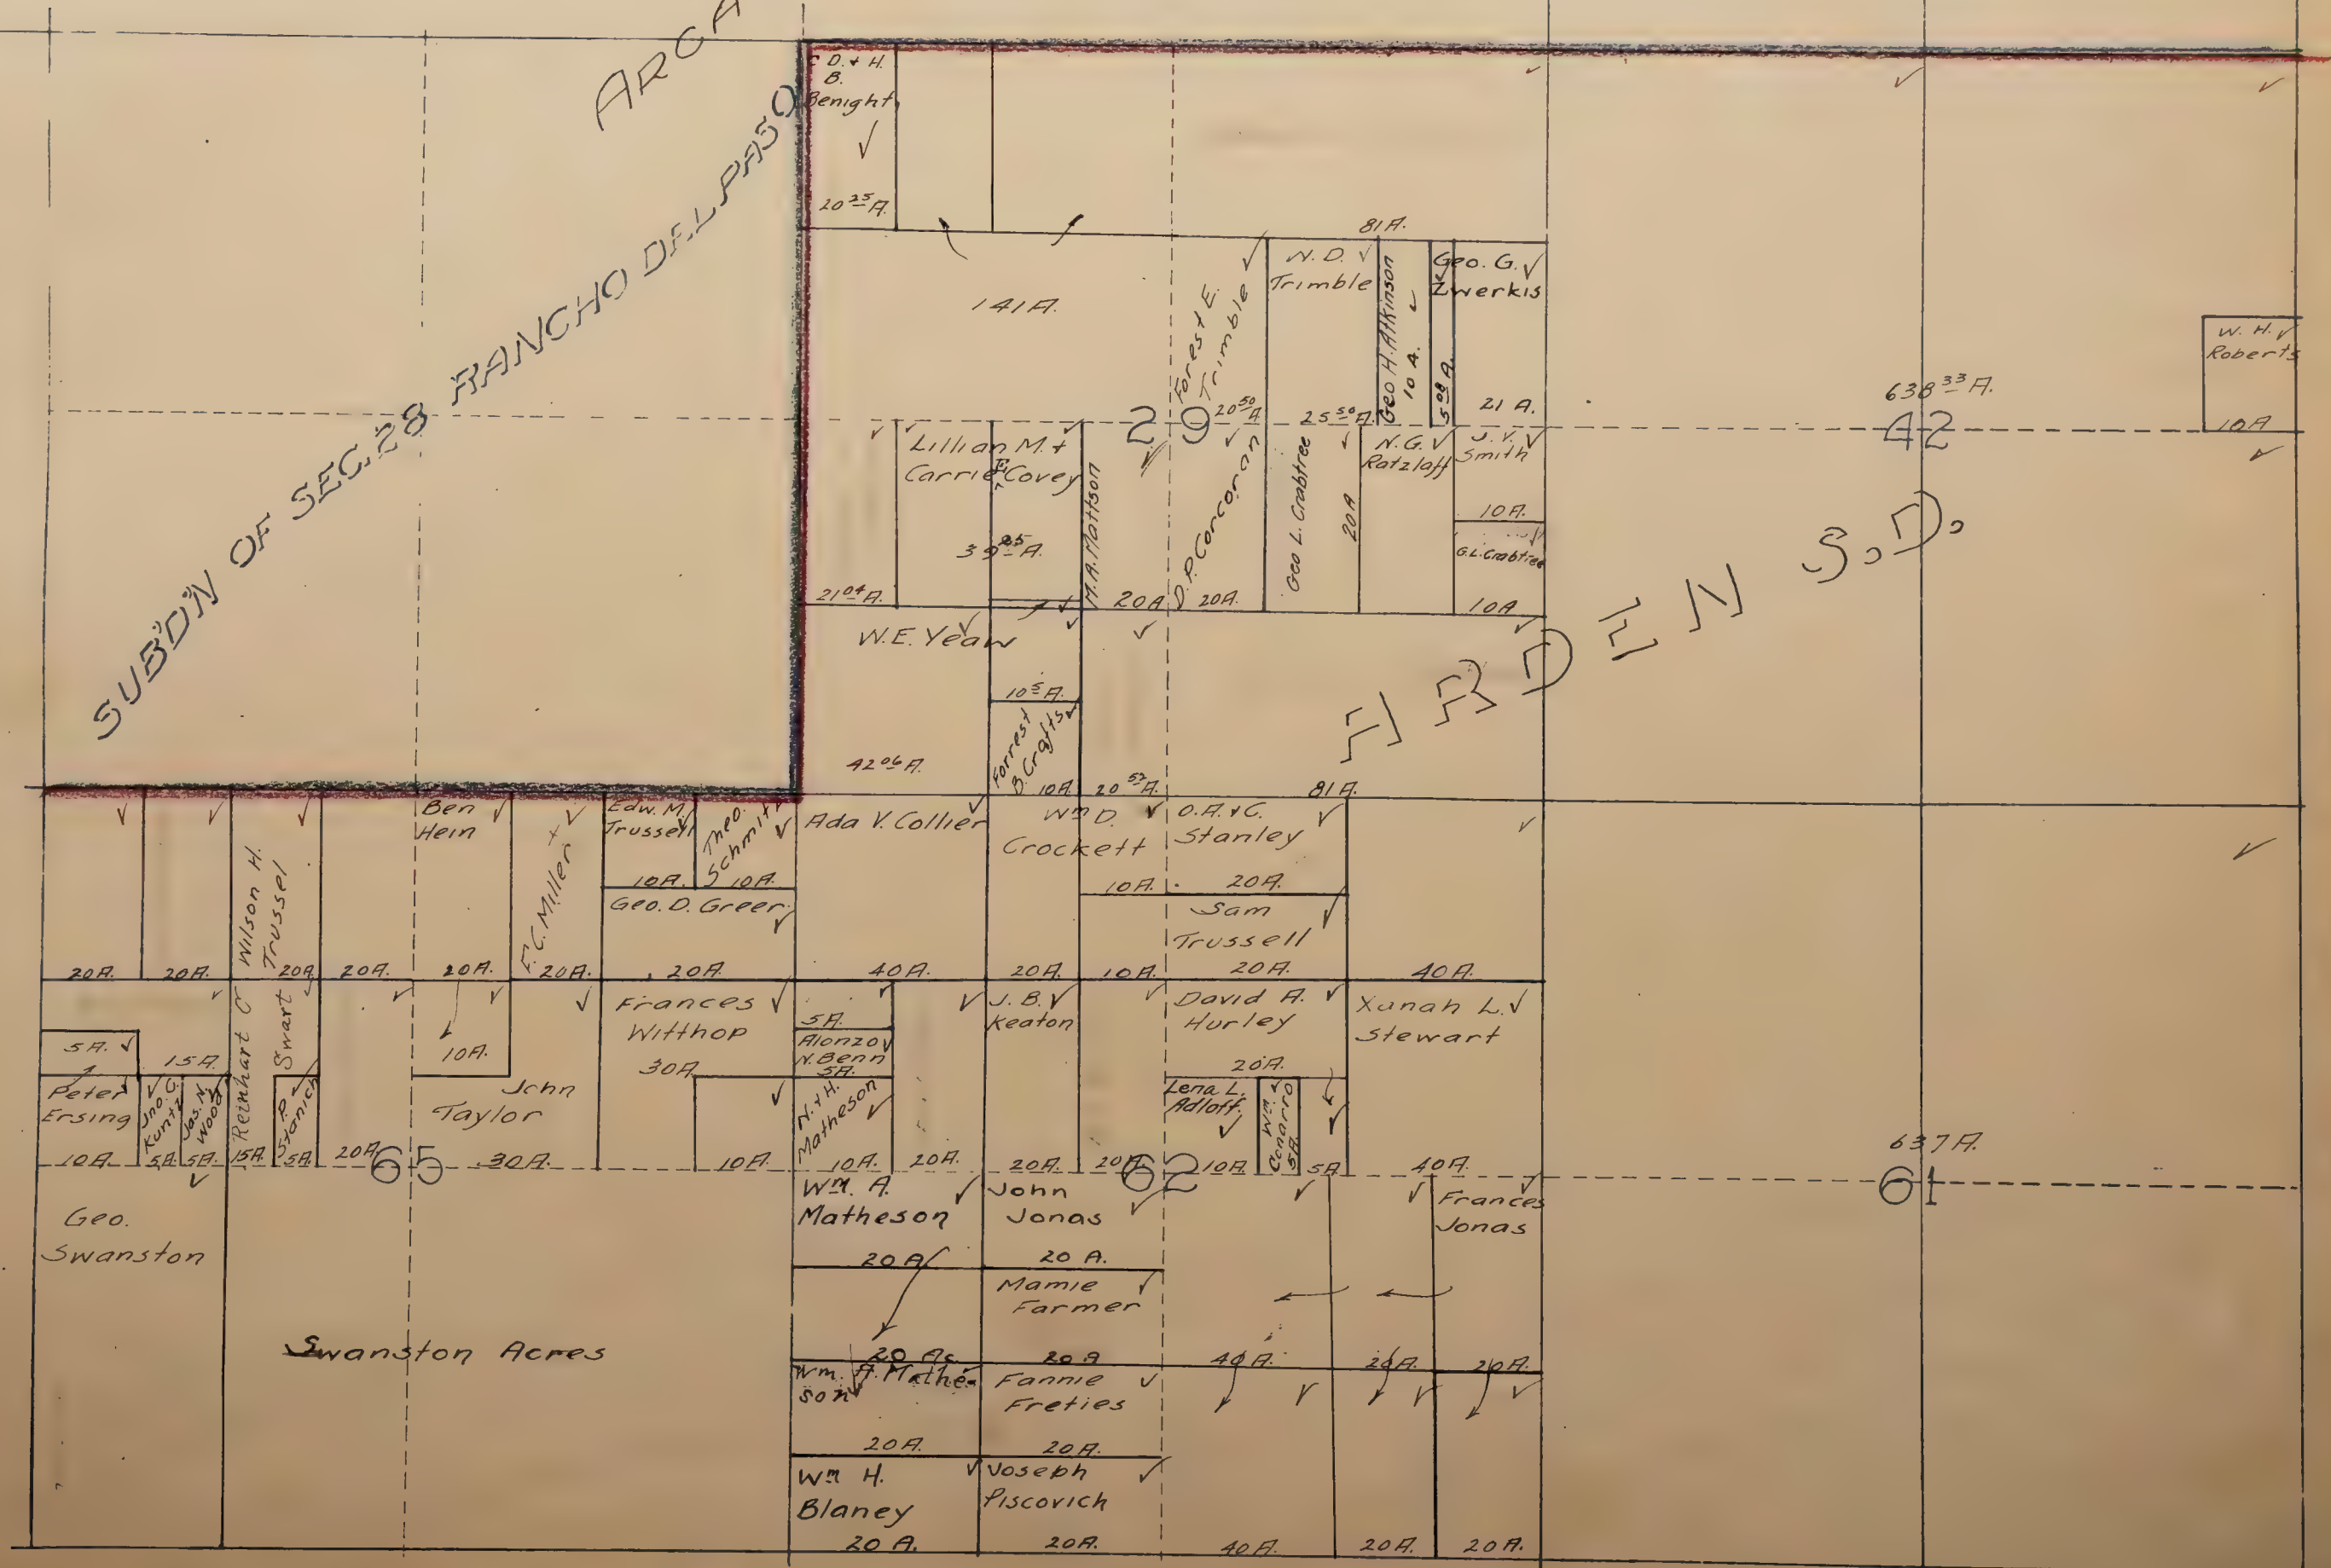 ARCA
SUBD'N OF SEC. 28 RANCHO DEL PASO
C D. + H.
B.
Benight
20 25 A.
81 A.
141 A.
Forest E.
Trimble
20 50 A
N. D.
Trimble
25 50 A.
Geo H. Atkinson
10 A.
5 00 A.
Geo. G.
Zwerkis
21 A.
W. H.
Roberts
10 A
638 33 A.
42
29
21 04 A.
Lillian M. +
Carrie E. Covey
39 25 A.
M. A. Mattson
20 A
D. P. Corcoran
20 A.
Geo L. Crabtree
20 A
N. G.
Ratzlaff
J. V.
Smith
10 A.
G. L. Crabtree
10 A
ARDEN S. D.
W. E. Yeaw
42 06 A.
10 5 A.
Forrest
B. Crafts
10 A.
20 57 A.
81 A.
20 A.
20 A.
Wilson H.
Trussel
20 A
20 A.
Ben
Hein
20 A.
F. C. Miller +
20 A.
Edw. M.
Trussell
10 A.
Theo.
Schmitz
10 A.
Geo. D. Greer
20 A.
Ada V. Collier
40 A.
Wm D.
Crockett
20 A.
10 A.
10 A.
O. A. + C.
Stanley
20 A.
Sam
Trussell
20 A.
40 A.
5 A.
15 A.
Peter
Ersing
10 A.
Jno. C.
Kuntz
5 A.
Jas. N.
Wood
5 A.
Reinhart C
Swart
15 A.
S. P.
Stanich
5 A.
20 A.
65
10 A.
John
Taylor
30 A.
Frances
Witthop
30 A
10 A.
5 A.
Alonzo
N. Benn
5 A.
N. + H.
Matheson
10 A.
20 A.
J. B.
Keaton
20 A.
20 A.
62
David A.
Hurley
20 A.
Lena L.
Adloff
10 A.
Wm.
Conarro
5 A.
5 A
Xunah L.
Stewart
40 A.
637 A.
61
Geo.
Swanston
Swanston Acres
Wm. A.
Matheson
20 A
John
Jonas
20 A.
Frances
Jonas
20 Ac.
Mamie
Farmer
20 A
40 A.
20 A.
20 A.
Wm. A. Mathe-
son
20 A.
Fannie
Freties
20 A.
Wm H.
Blaney
20 A.
Joseph
Piscovich
20 A.
40 A.
20 A.
20 A.